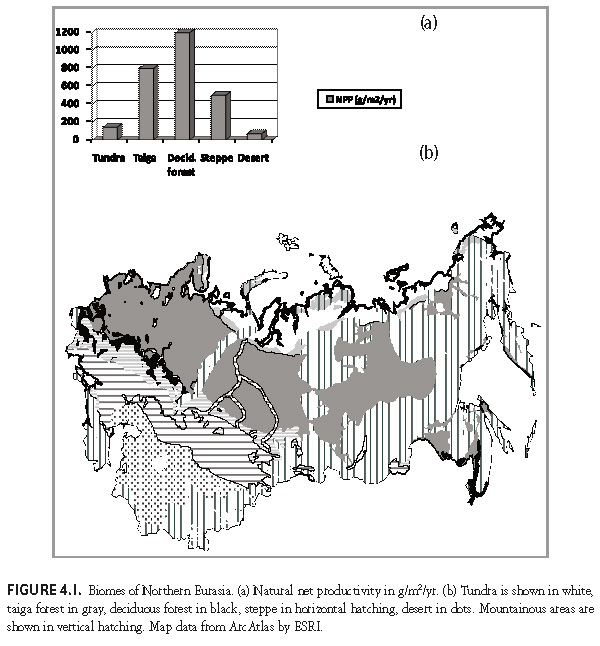 (a)
1200
1000
800
600
400
200
0
NPP (g/m2/yr)
Tundra Taiga Decid. Steppe Desert
forest
(b)
FIGURE 4.1. Biomes of Northern Eurasia. (a) Natural net productivity in g/m²/yr. (b) Tundra is shown in white,
taiga forest in gray, deciduous forest in black, steppe in horizontal hatching, desert in dots. Mountainous areas are
shown in vertical hatching. Map data from ArcAtlas by ESRI.